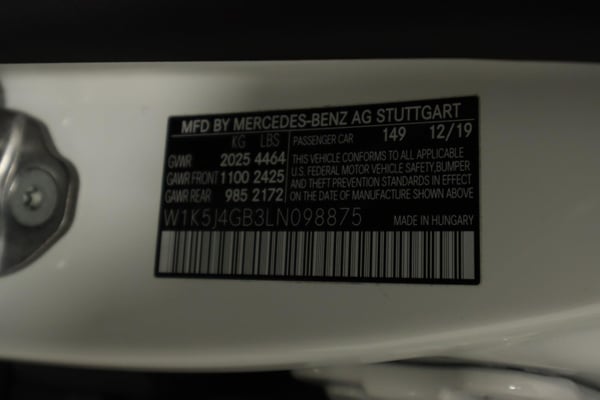 MFD BY MERCEDES-BENZ AG STUTTGART
KG LBS PASSENGER CAR 149 12/19
GVWR 2025 4464
GAWR FRONT 1100 2425
GAWR REAR 985 2172
THIS VEHICLE CONFORMS TO ALL APPLICABLE
U.S. FEDERAL MOTOR VEHICLE SAFETY,BUMPER
AND THEFT PREVENTION STANDARDS IN EFFECT
ON THE DATE OF MANUFACTURE SHOWN ABOVE
W1K5J4GB3LN098875 MADE IN HUNGARY